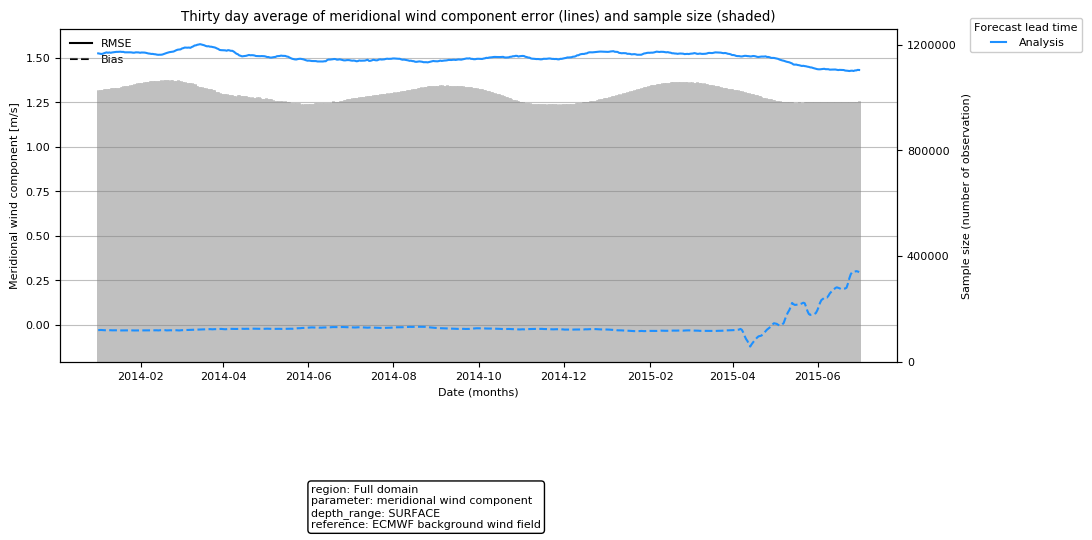 Thirty day average of meridional wind component error (lines) and sample size (shaded)
Forecast lead time
Analysis
RMSE
Bias
1.50
1.25
1.00
0.75
0.50
0.25
0.00
Meridional wind component [m/s]
1200000
800000
400000
0
Sample size (number of observation)
2014-02
2014-04
2014-06
2014-08
2014-10
2014-12
2015-02
2015-04
2015-06
Date (months)
region: Full domain
parameter: meridional wind component
depth_range: SURFACE
reference: ECMWF background wind field